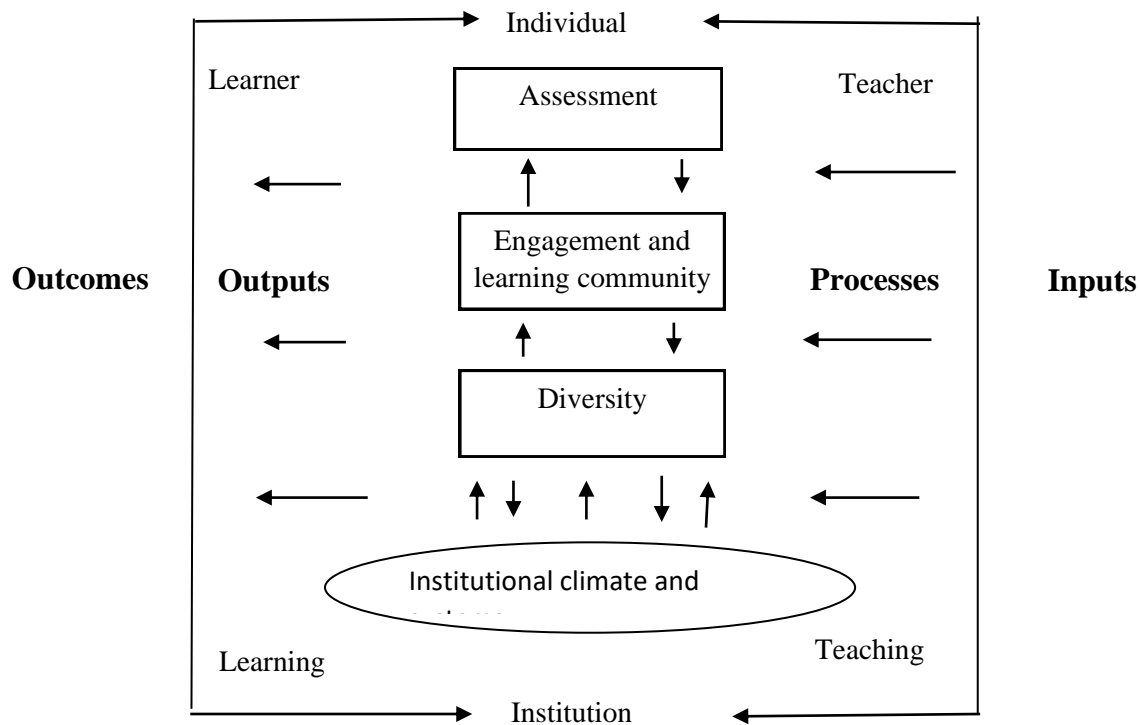 Individual
Learner
Assessment
Teacher
Engagement and
learning community
Outcomes
Outputs
Processes
Inputs
Diversity
Institutional climate and
Learning
Teaching
Institution